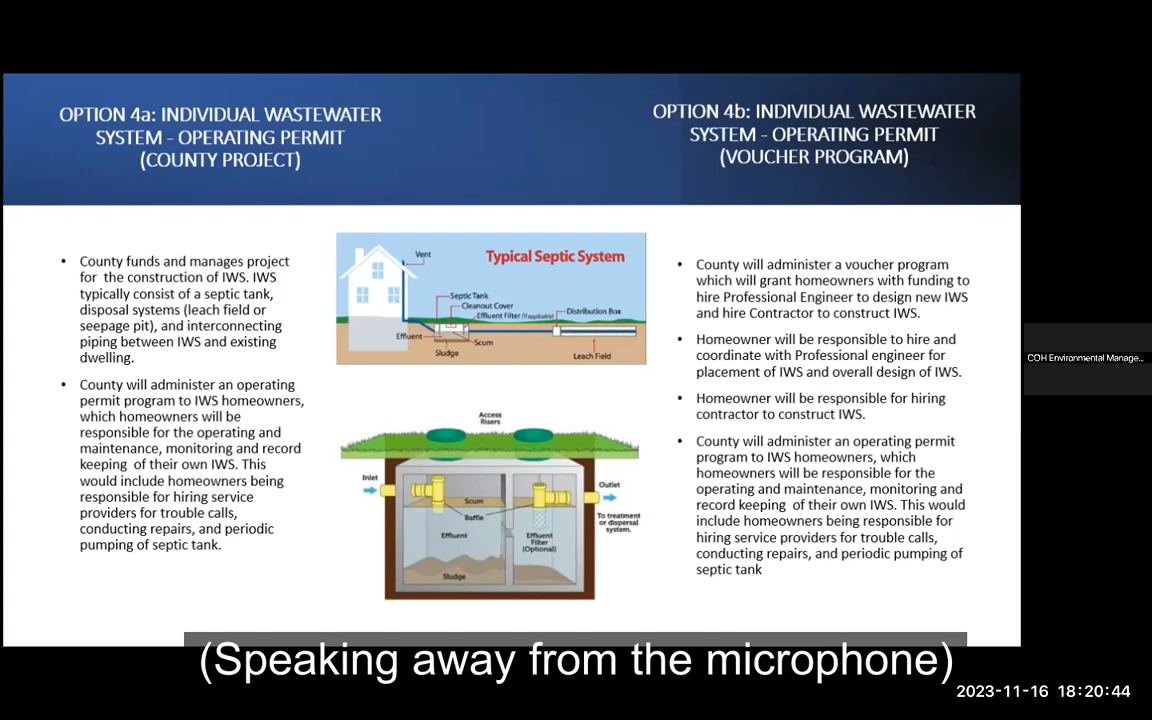 OPTION 4a: INDIVIDUAL WASTEWATER
SYSTEM - OPERATING PERMIT
(COUNTY PROJECT)
OPTION 4b: INDIVIDUAL WASTEWATER
SYSTEM - OPERATING PERMIT
(VOUCHER PROGRAM)
• County funds and manages project
for the construction of IWS. IWS
typically consist of a septic tank,
disposal systems (leach field or
seepage pit), and interconnecting
piping between IWS and existing
dwelling.
• County will administer an operating
permit program to IWS homeowners,
which homeowners will be
responsible for the operating and
maintenance, monitoring and record
keeping of their own IWS. This
would include homeowners being
responsible for hiring service
providers for trouble calls,
conducting repairs, and periodic
pumping of septic tank.
Typical Septic System
Vent
Septic Tank
Cleanout Cover
Effluent Filter (if applicable)
Distribution Box
Effluent
Scum
Sludge
Leach Field
Access
Risers
Inlet
Outlet
Scum
Baffle
To treatment
or dispersal
system.
Effluent
Effluent
Filter
(Optional)
Sludge
• County will administer a voucher program
which will grant homeowners with funding to
hire Professional Engineer to design new IWS
and hire Contractor to construct IWS.
• Homeowner will be responsible to hire and
coordinate with Professional engineer for
placement of IWS and overall design of IWS.
• Homeowner will be responsible for hiring
contractor to construct IWS.
• County will administer an operating permit
program to IWS homeowners, which
homeowners will be responsible for the
operating and maintenance, monitoring and
record keeping of their own IWS. This would
include homeowners being responsible for
hiring service providers for trouble calls,
conducting repairs, and periodic pumping of
septic tank
COH Environmental Manage...
(Speaking away from the microphone)
2023-11-16 18:20:44